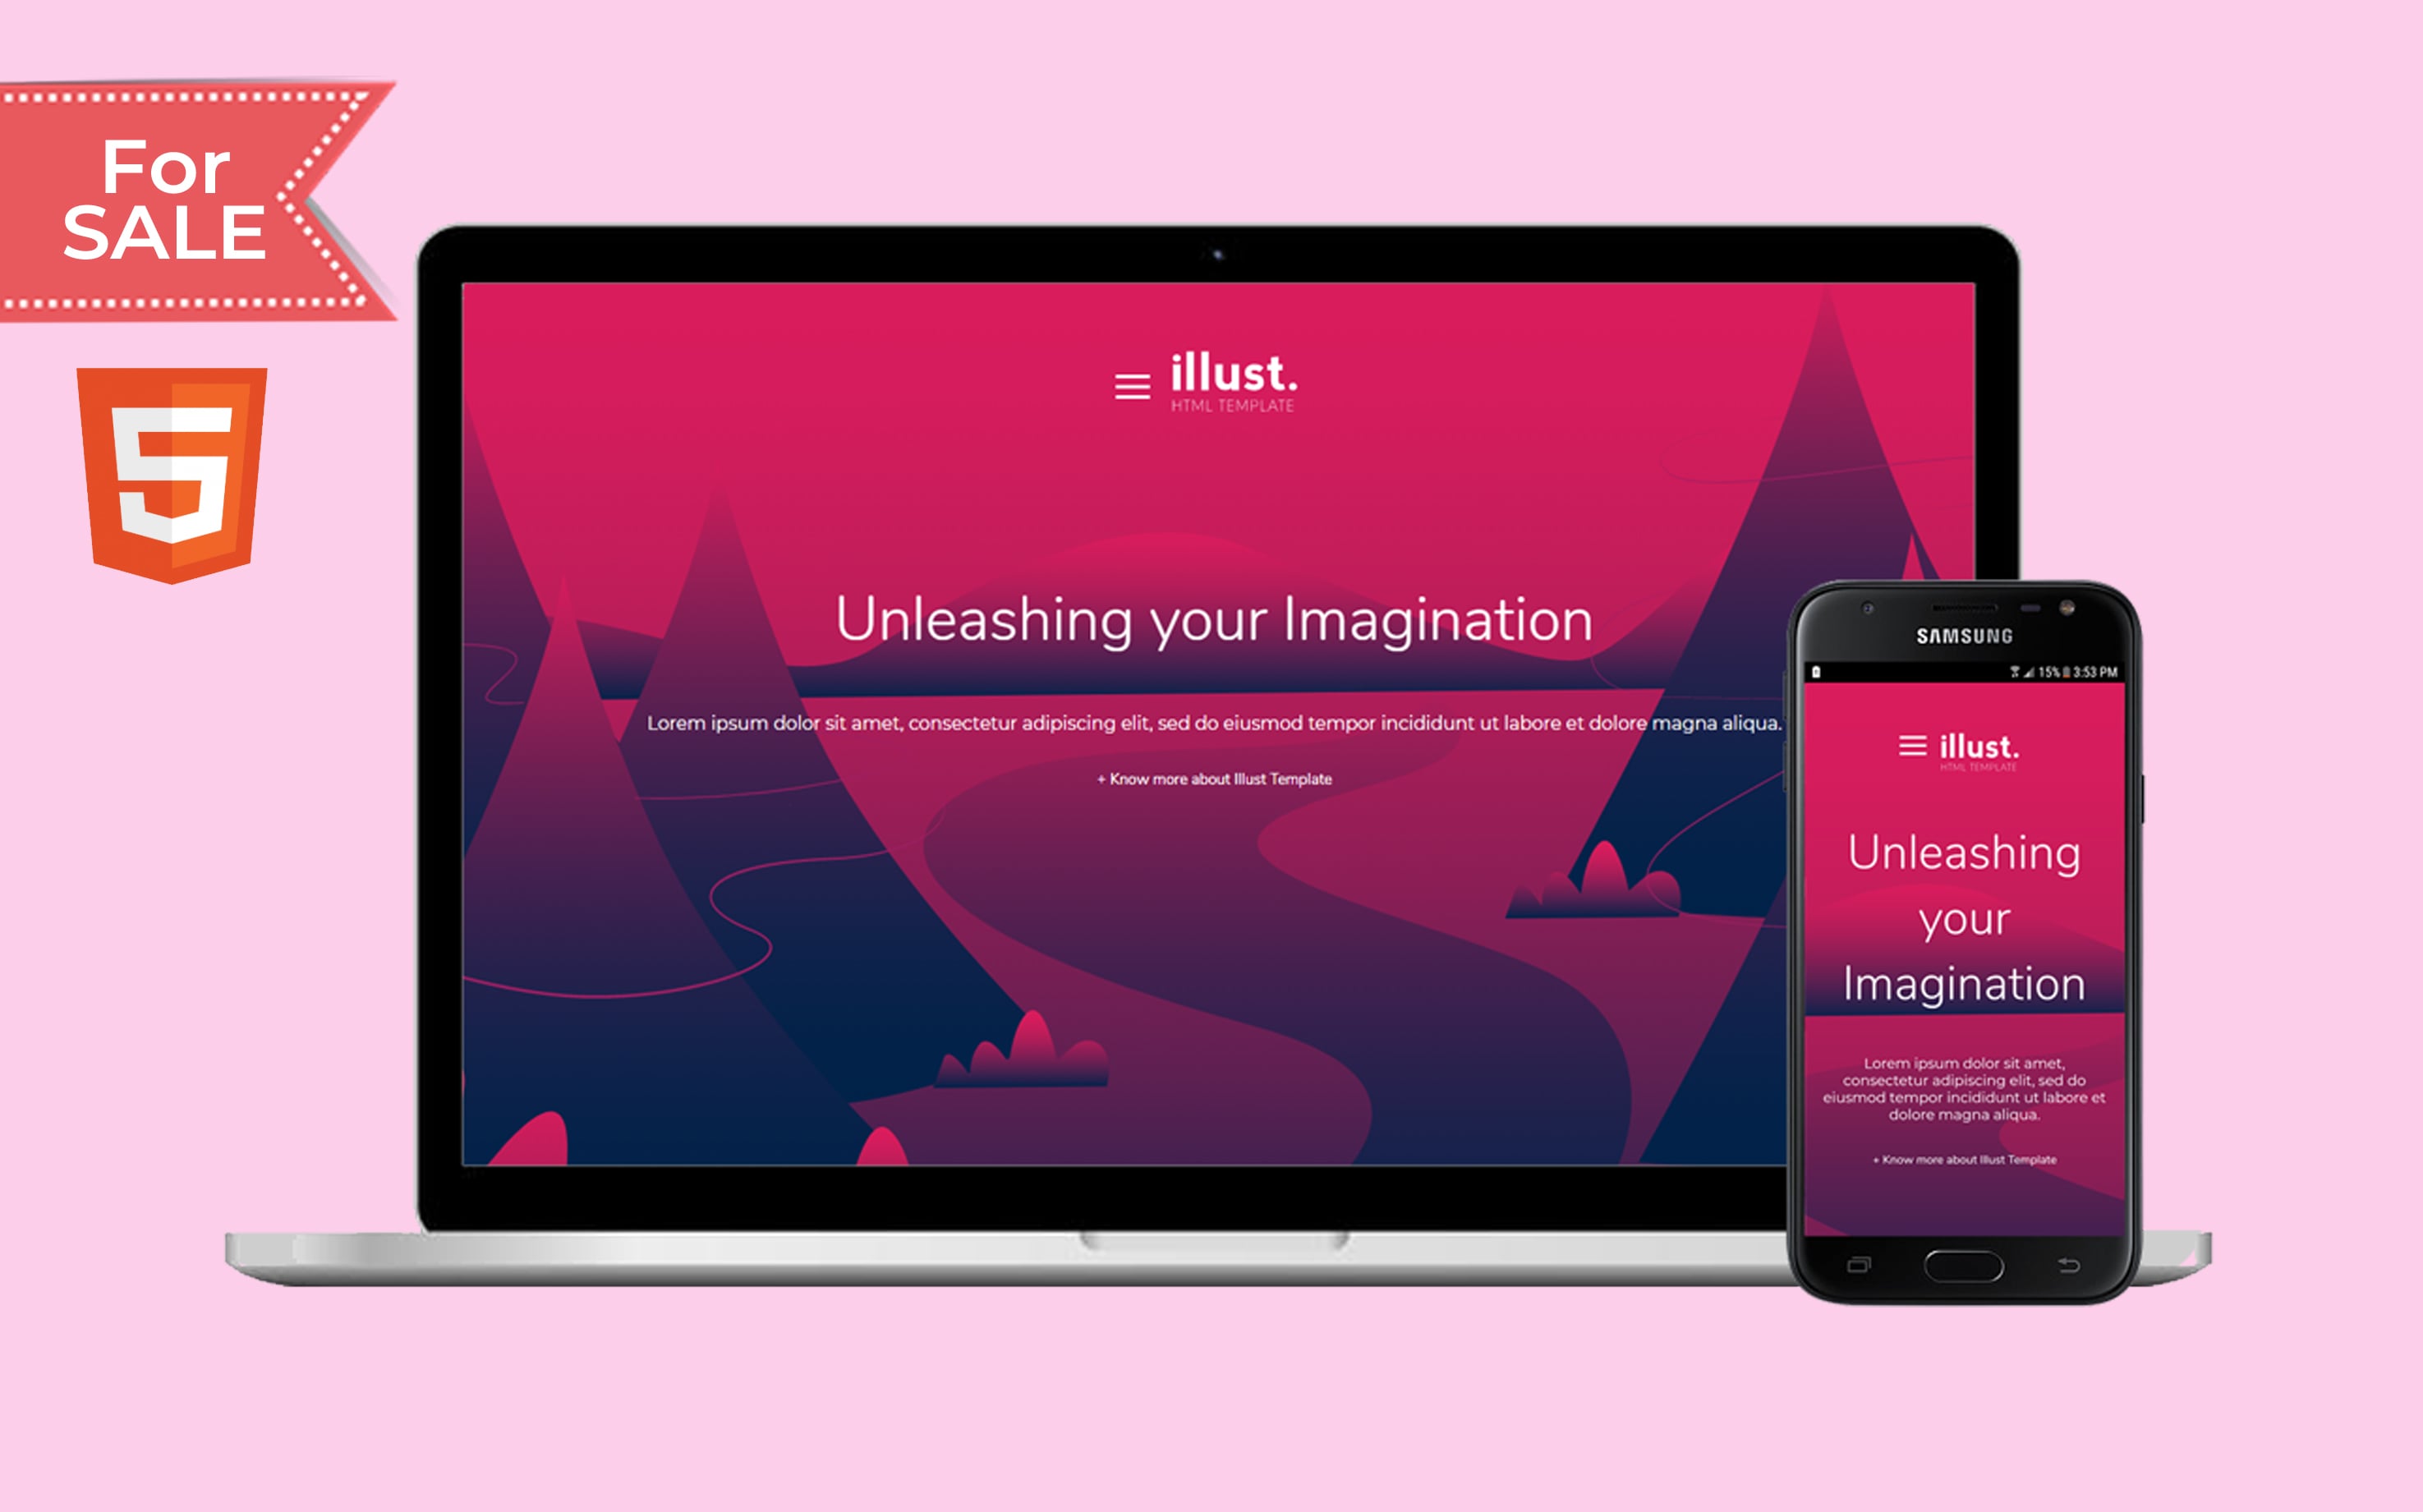 For
SALE
illust.
HTML TEMPLATE
Unleashing your Imagination
Lorem ipsum dolor sit amet, consectetur adipiscing elit, sed do eiusmod tempor incididunt ut labore et dolore magna aliqua.
+ Know more about Illust Template
SAMSUNG
15% 3:53 PM
illust.
HTML TEMPLATE
Unleashing
your
Imagination
Lorem ipsum dolor sit amet,
consectetur adipiscing elit, sed do
eiusmod tempor incididunt ut labore et
dolore magna aliqua.
+ Know more about Illust Template